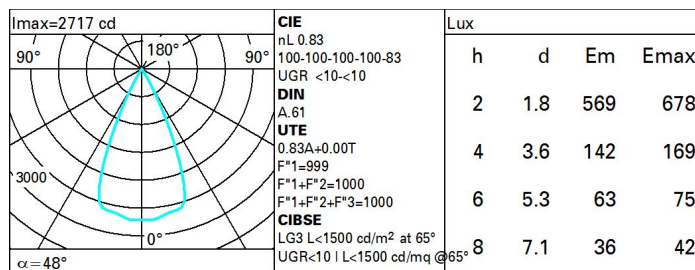 Imax=2717 cd
90°
180°
90°
3000
0°
α=48°
CIE
nL 0.83
100-100-100-100-83
UGR <10-<10
DIN
A.61
UTE
0.83A+0.00T
F"1=999
F"1+F"2=1000
F"1+F"2+F"3=1000
CIBSE
LG3 L<1500 cd/m² at 65°
UGR<10 | L<1500 cd/mq @65°
Lux
h d Em Emax
2 1.8 569 678
4 3.6 142 169
6 5.3 63 75
8 7.1 36 42